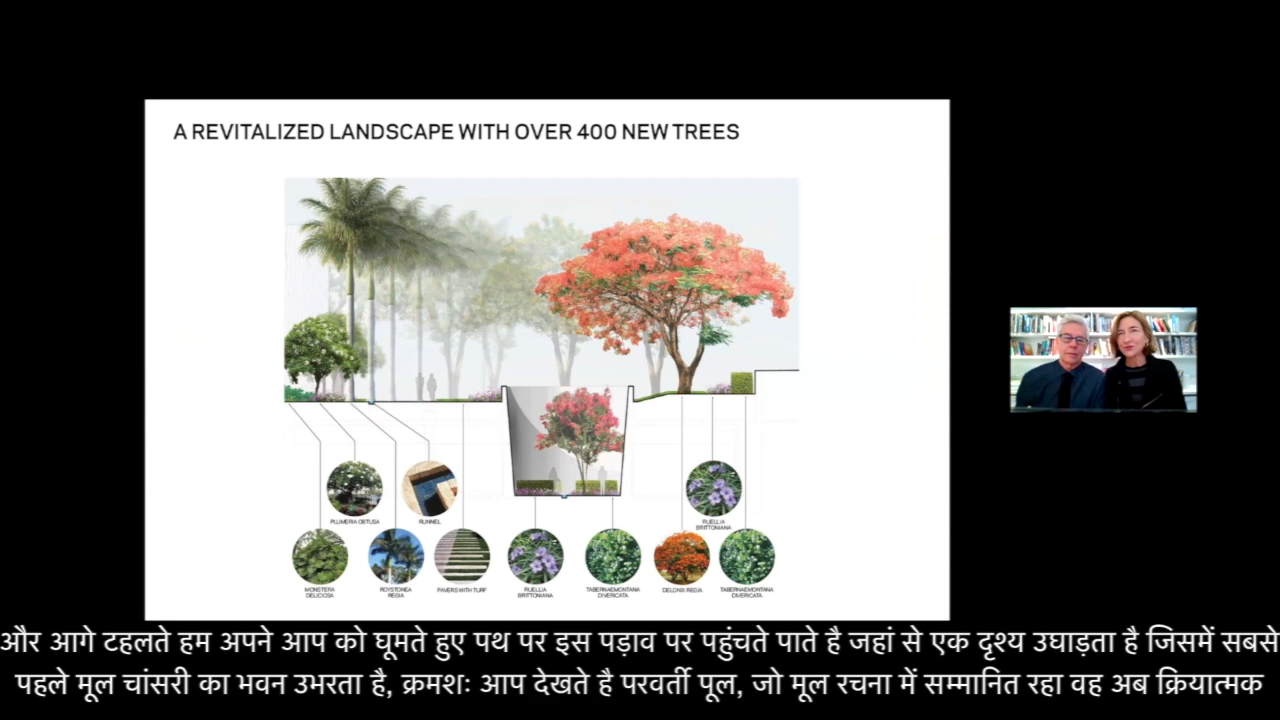 A REVITALIZED LANDSCAPE WITH OVER 400 NEW TREES
PLUMERIA OBTUSA
RUNNEL
RUELLIA
BRITTONIANA
MONSTERA
DELICIOSA
ROYSTONEA
REGIA
PAVERS WITH TURF
RUELLIA
BRITTONIANA
TABERNAEMONTANA
DIVERICATA
DELONIX REGIA
TABERNAEMONTANA
DIVERICATA
और आगे टहलते हम अपने आप को घूमते हुए पथ पर इस पड़ाव पर पहुंचते पाते है जहां से एक दृश्य उघाड़ता है जिसमें सबसे
पहले मूल चांसरी का भवन उभरता है, क्रमशः आप देखते है परवर्ती पूल, जो मूल रचना में सम्मानित रहा वह अब क्रियात्मक